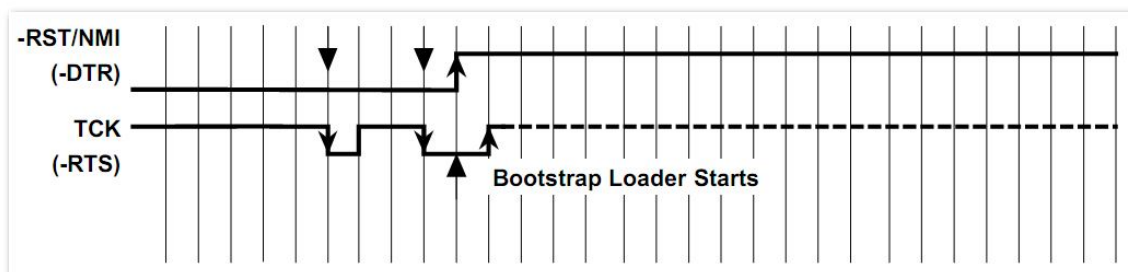 -RST/NMI
(-DTR)
TCK
(-RTS)
Bootstrap Loader Starts